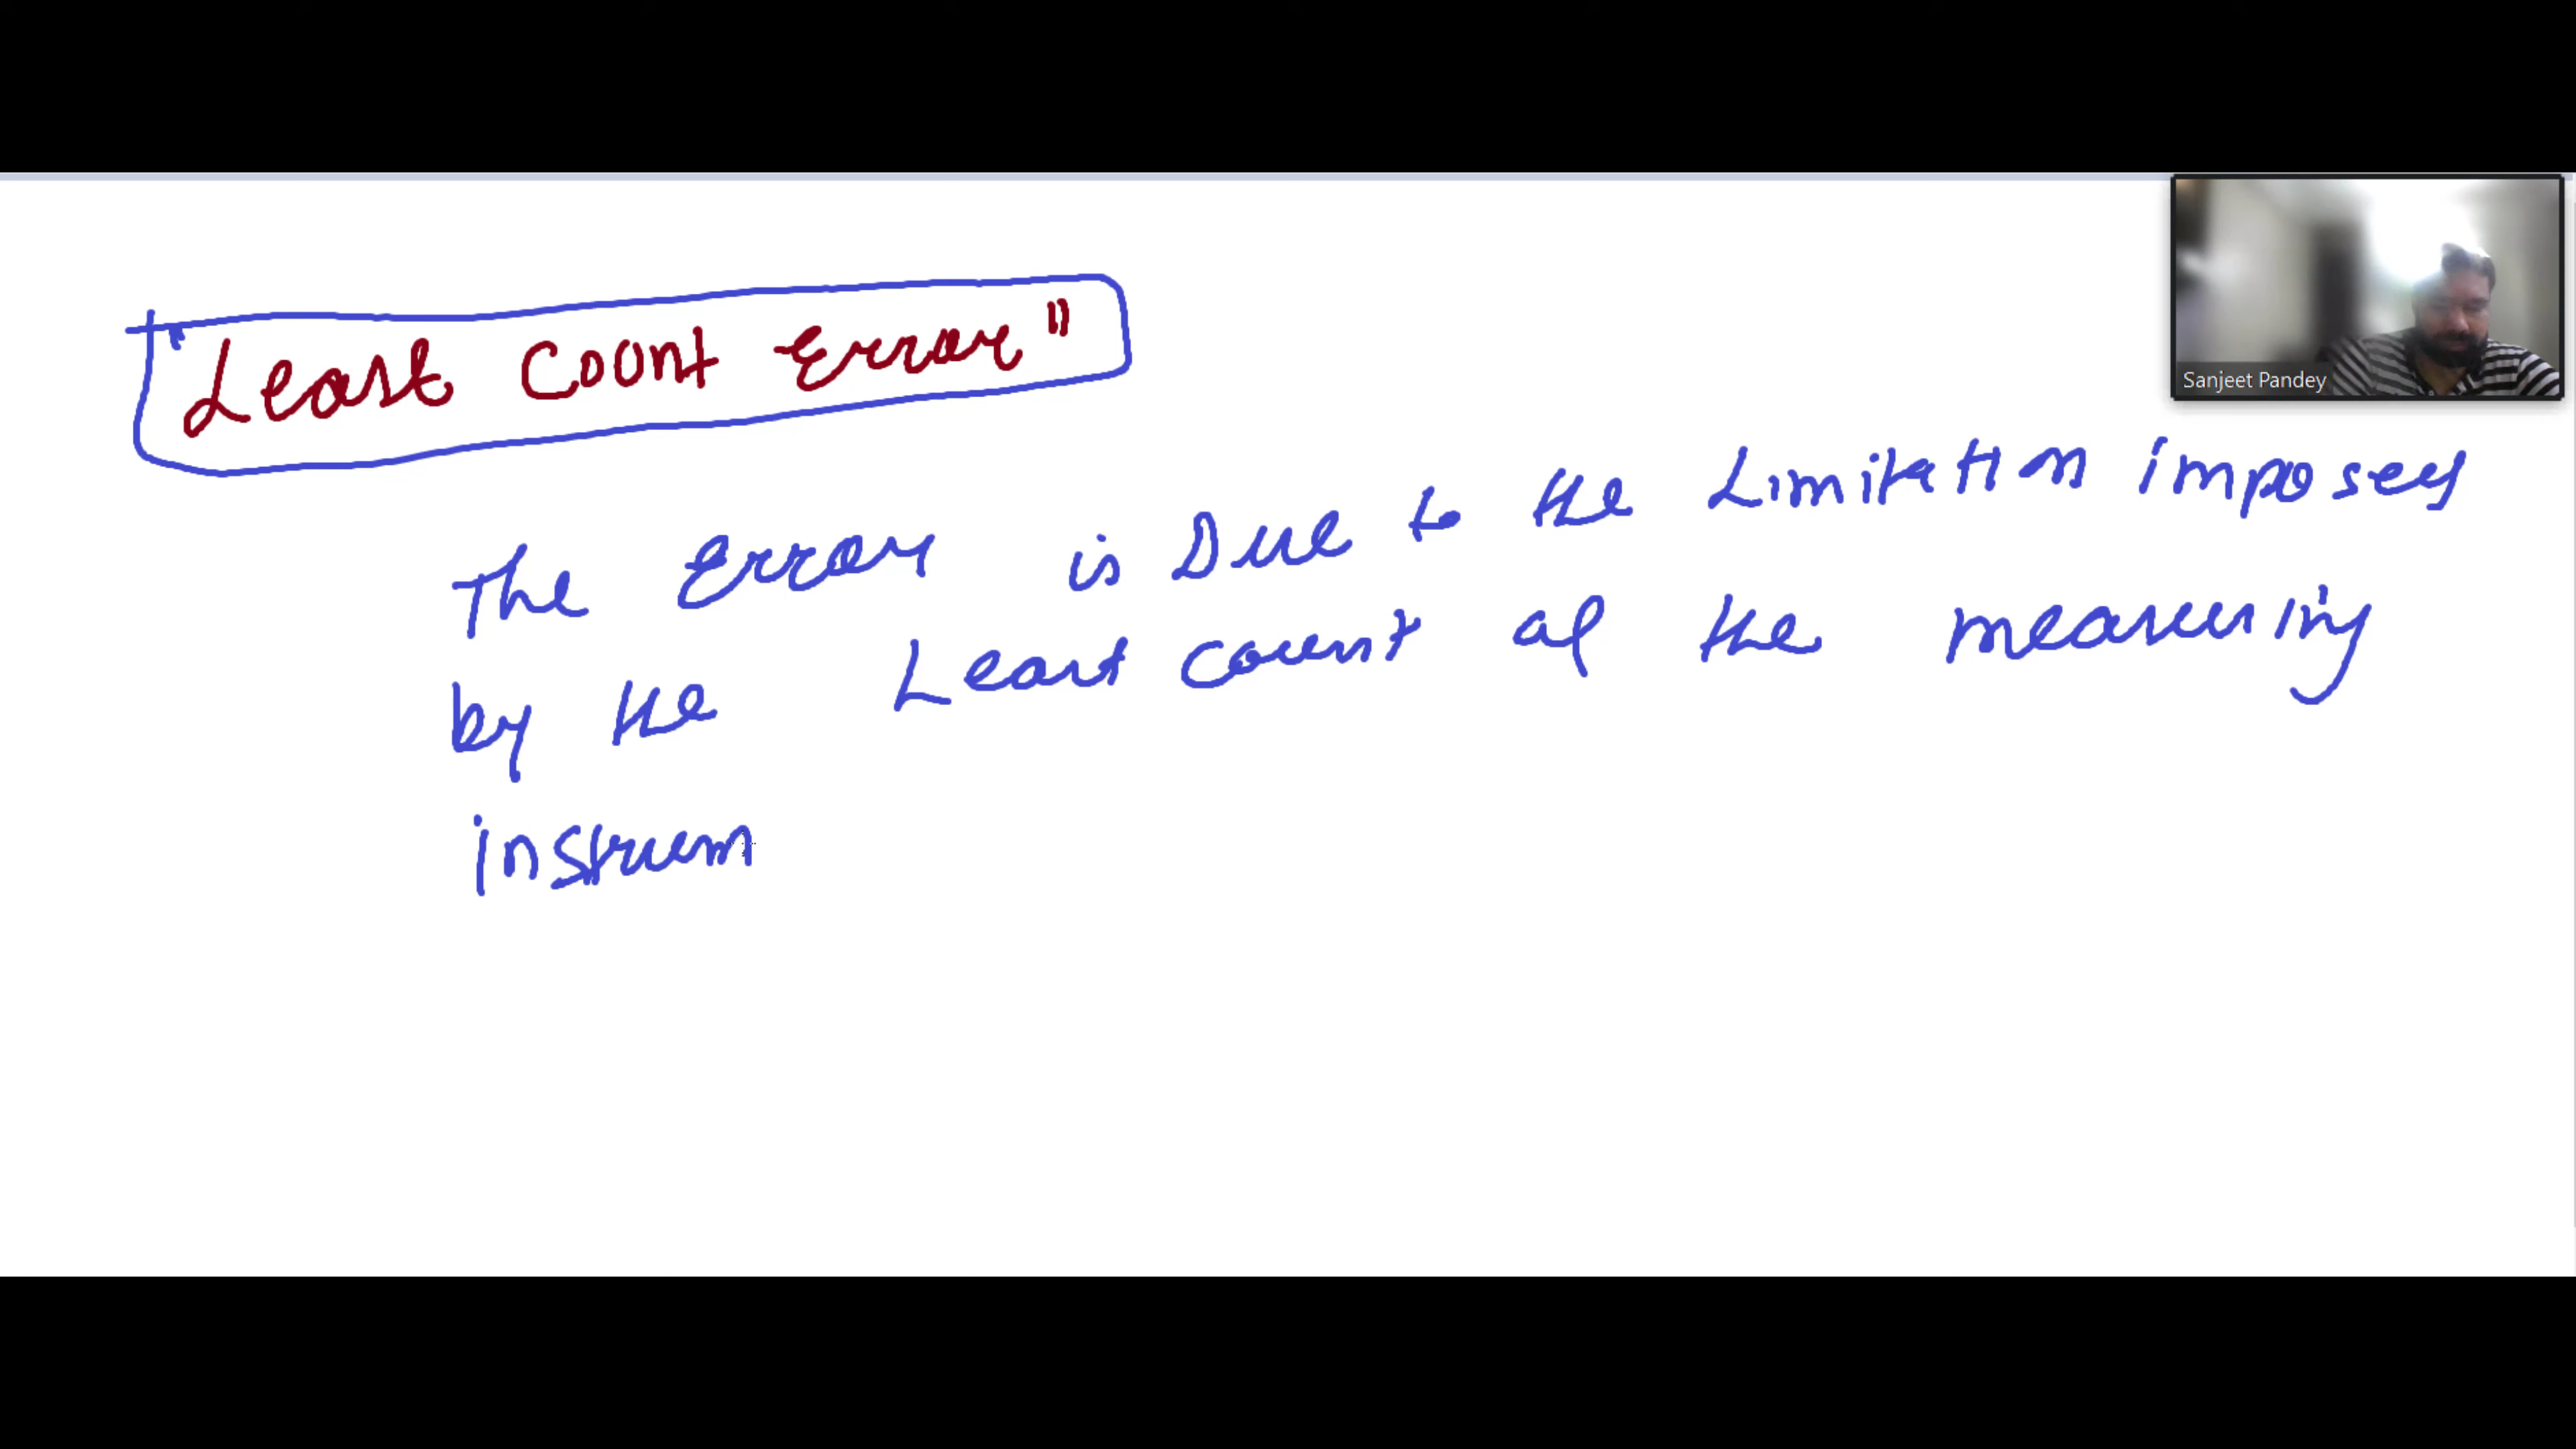 "Least Count Error"
Sanjeet Pandey
The Error is Due to the Limitation imposed
by the Least count of the measuring
instrum